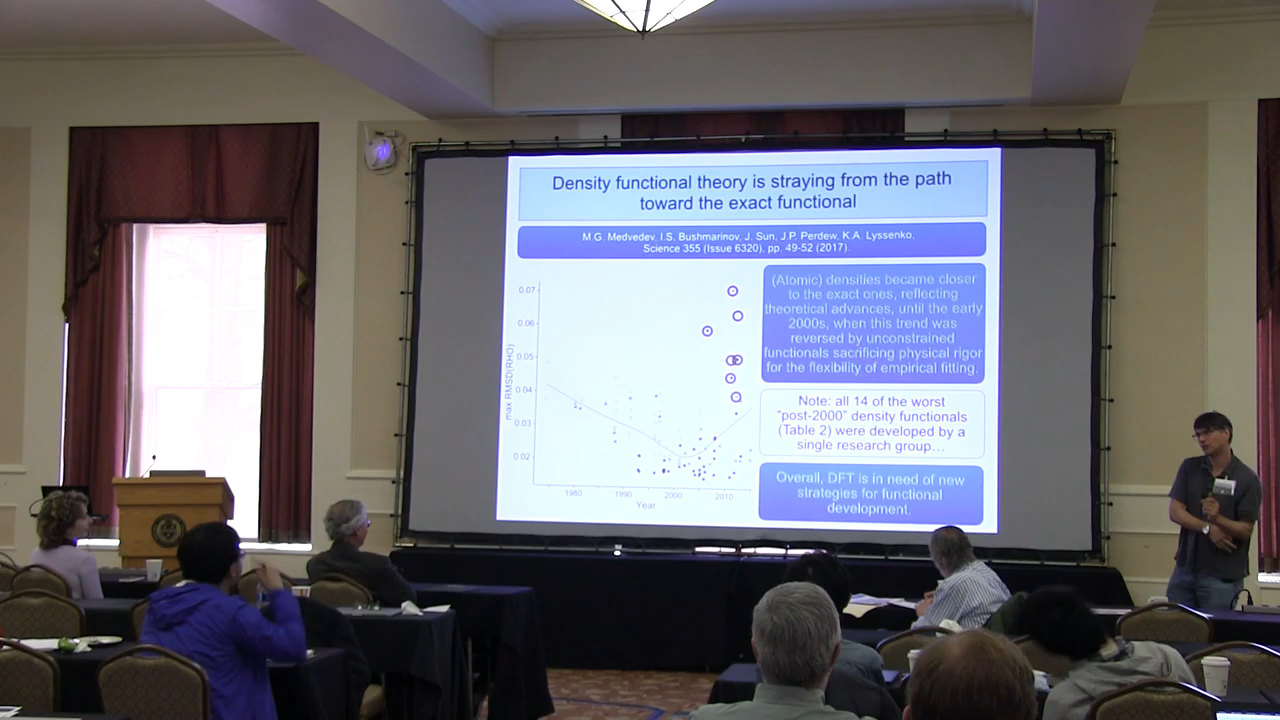 Density functional theory is straying from the path
toward the exact functional
M.G. Medvedev, I.S. Bushmarinov, J. Sun, J.P. Perdew, K.A. Lyssenko,
Science 355 (Issue 6320), pp. 49-52 (2017).
(Atomic) densities became closer
to the exact ones, reflecting
theoretical advances, until the early
2000s, when this trend was
reversed by unconstrained
functionals sacrificing physical rigor
for the flexibility of empirical fitting.
Note: all 14 of the worst
"post-2000" density functionals
(Table 2) were developed by a
single research group…
Overall, DFT is in need of new
strategies for functional
development.
max RMSD(RHO)
0.07
0.06
0.05
0.04
0.03
0.02
1980 1990 2000 2010
Year